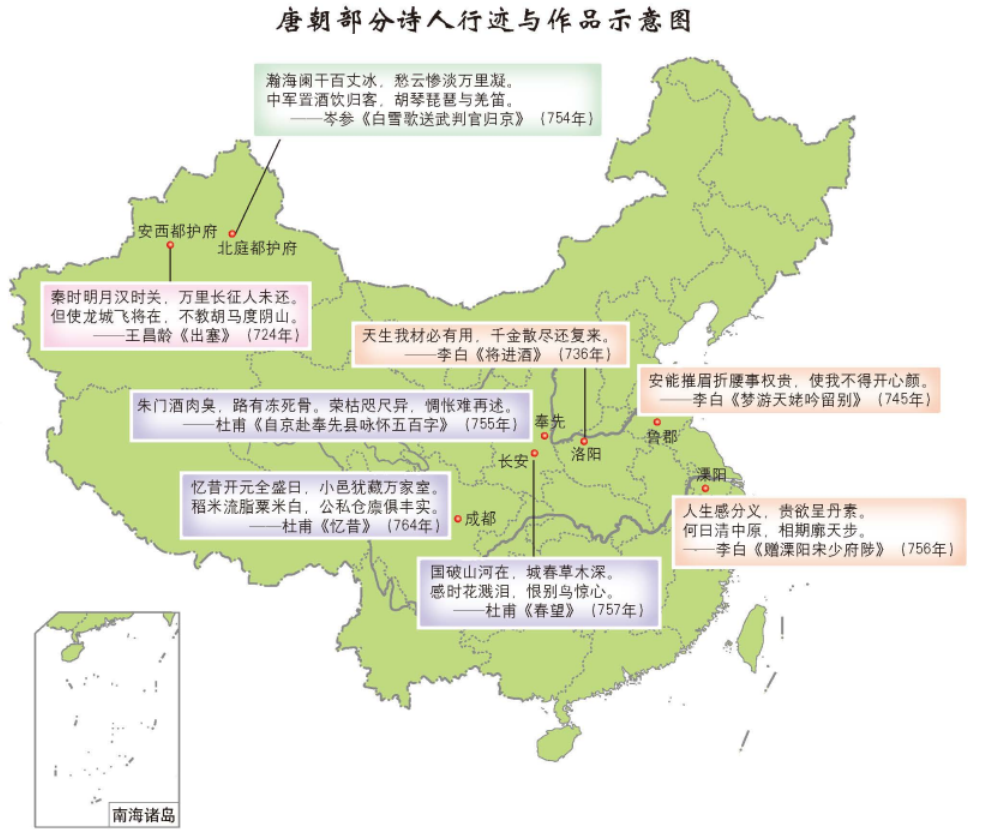 唐朝部分诗人行迹与作品示意图
瀚海阑干百丈冰，愁云惨淡万里凝。
中军置酒饮归客，胡琴琵琶与羌笛。
——岑参《白雪歌送武判官归京》（754年）
安西都护府
北庭都护府
秦时明月汉时关，万里长征人未还。
但使龙城飞将在，不教胡马度阴山。
——王昌龄《出塞》（724年）
天生我材必有用，千金散尽还复来。
——李白《将进酒》（736年）
安能摧眉折腰事权贵，使我不得开心颜。
——李白《梦游天姥吟留别》（745年）
朱门酒肉臭，路有冻死骨。荣枯咫尺异，惆怅难再述。
——杜甫《自京赴奉先县咏怀五百字》（755年）
奉先
鲁郡
长安
洛阳
溧阳
忆昔开元全盛日，小邑犹藏万家室。
稻米流脂粟米白，公私仓廪俱丰实。
——杜甫《忆昔》（764年）
成都
人生感分义，贵欲呈丹素。
何日清中原，相期廓天步。
——李白《赠溧阳宋少府陟》（756年）
国破山河在，城春草木深。
感时花溅泪，恨别鸟惊心。
——杜甫《春望》（757年）
南海诸岛